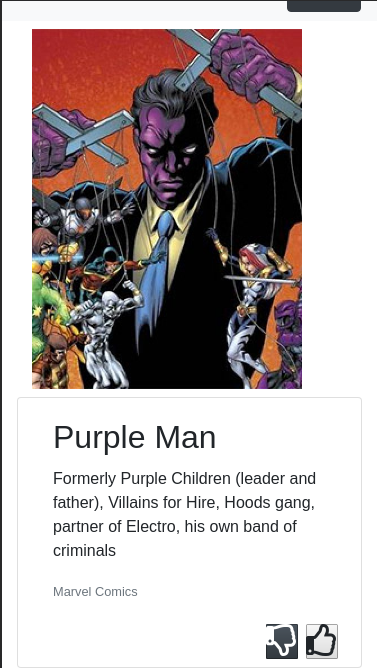 Purple Man
Formerly Purple Children (leader and
father), Villains for Hire, Hoods gang,
partner of Electro, his own band of
criminals
Marvel Comics